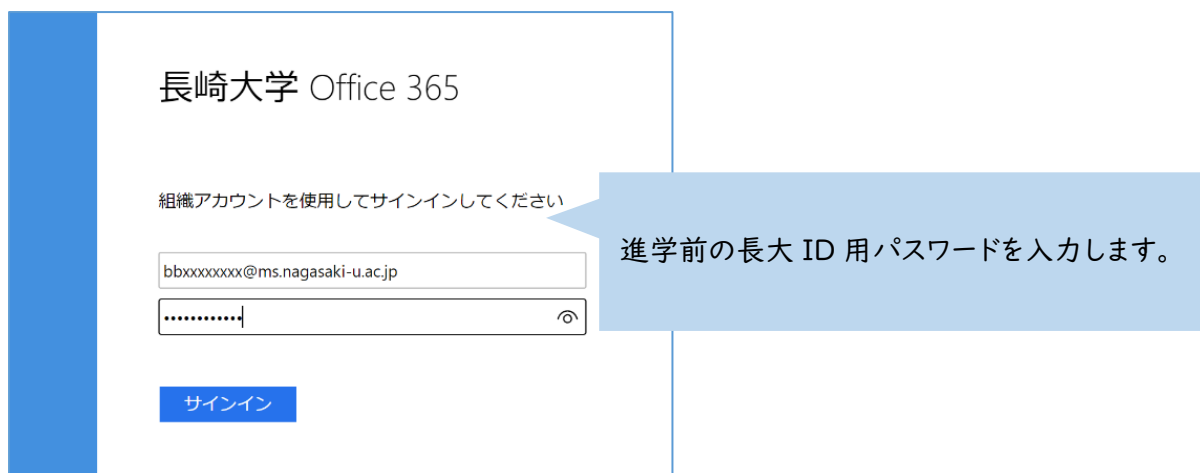 長崎大学 Office 365
組織アカウントを使用してサインインしてください
進学前の長大 ID 用パスワードを入力します。
bbxxxxxxxx@ms.nagasaki-u.ac.jp
••••••••••••
サインイン